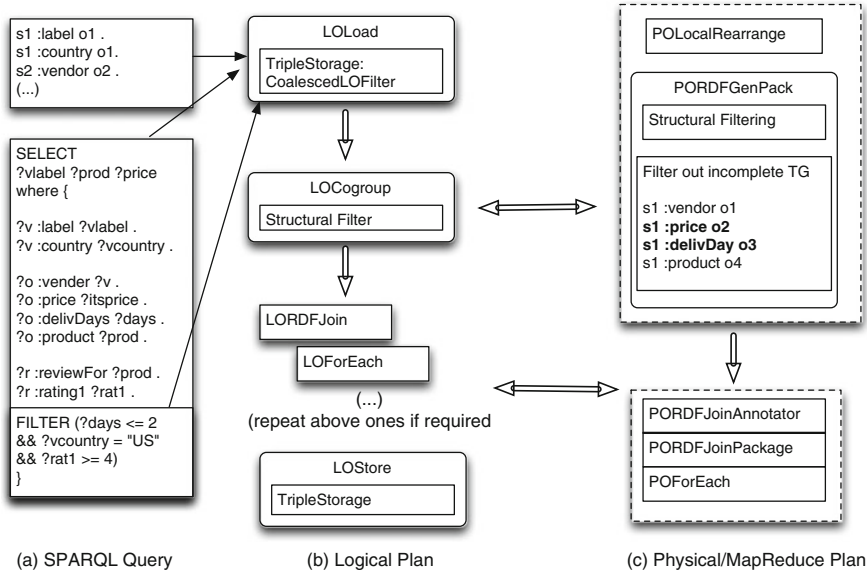 s1 :label o1 .
s1 :country o1.
s2 :vendor o2 .
(...)
SELECT
?vlabel ?prod ?price
where {
?v :label ?vlabel .
?v :country ?vcountry .
?o :vender ?v .
?o :price ?itsprice .
?o :delivDays ?days .
?o :product ?prod .
?r :reviewFor ?prod .
?r :rating1 ?rat1 .
FILTER (?days <= 2
&& ?vcountry = "US"
&& ?rat1 >= 4)
}
(a) SPARQL Query
LOLoad
TripleStorage:
CoalescedLOFilter
LOCogroup
Structural Filter
LORDFJoin
LOForEach
(...)
(repeat above ones if required
LOStore
TripleStorage
(b) Logical Plan
POLocalRearrange
PORDFGenPack
Structural Filtering
Filter out incomplete TG
s1 :vendor o1
s1 :price o2
s1 :delivDay o3
s1 :product o4
PORDFJoinAnnotator
PORDFJoinPackage
POForEach
(c) Physical/MapReduce Plan